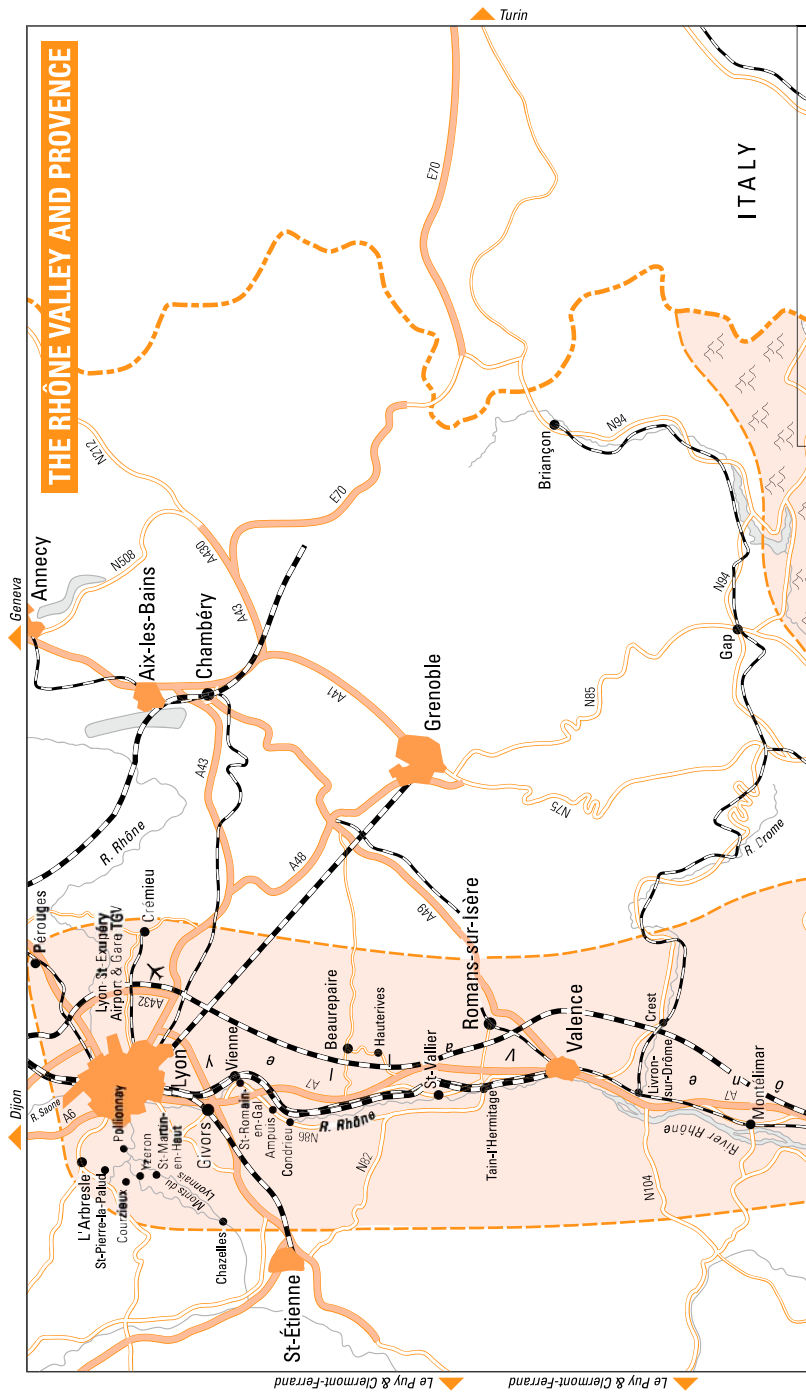 THE RHÔNE VALLEY AND PROVENCE
Turin
Geneva
Dijon
Le Puy & Clermont-Ferrand
Le Puy & Clermont-Ferrand
ITALY
E70
E70
N212
N508
A430
A43
A41
A43
A48
A49
N85
N75
N94
N94
A432
A6
A7
A7
N86
N82
N104
Annecy
Aix-les-Bains
Chambéry
Grenoble
Briançon
Gap
R. Rhône
R. Drome
Pérouges
Lyon-St-Exupéry
Airport & Gare TGV
Crémieu
R. Saone
Lyon
Pollionnay
L'Arbresle
St-Pierre-la-Palud
Courzieux
Yzeron
St-Martin-
en-Haut
Monts du
Lyonnais
Chazelles
Givors
Vienne
St-Romain-
en-Gal
Ampuis
Condrieu
R. Rhône
St-Étienne
Beaurepaire
Hauterives
St-Vallier
Romans-sur-Isère
Tain-l'Hermitage
Valence
Crest
Livron-
sur-Drôme
Montélimar
River Rhône
V a l l e y
ô n e